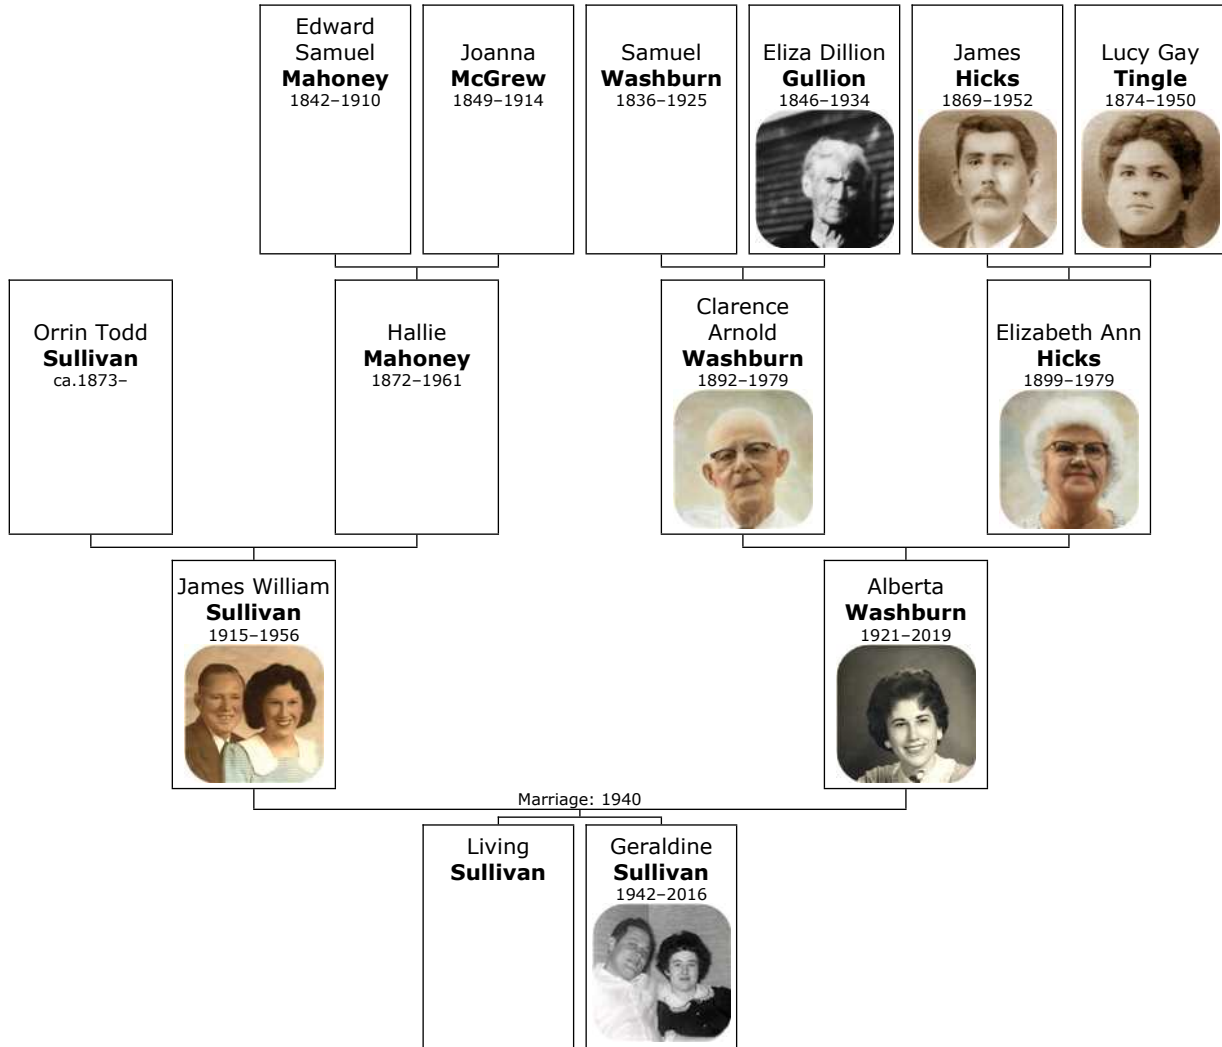 Edward
Samuel
Mahoney
1842–1910
Joanna
McGrew
1849–1914
Samuel
Washburn
1836–1925
Eliza Dillion
Gullion
1846–1934
James
Hicks
1869–1952
Lucy Gay
Tingle
1874–1950
Orrin Todd
Sullivan
ca.1873–
Hallie
Mahoney
1872–1961
Clarence
Arnold
Washburn
1892–1979
Elizabeth Ann
Hicks
1899–1979
James William
Sullivan
1915–1956
Alberta
Washburn
1921–2019
Marriage: 1940
Living
Sullivan
Geraldine
Sullivan
1942–2016